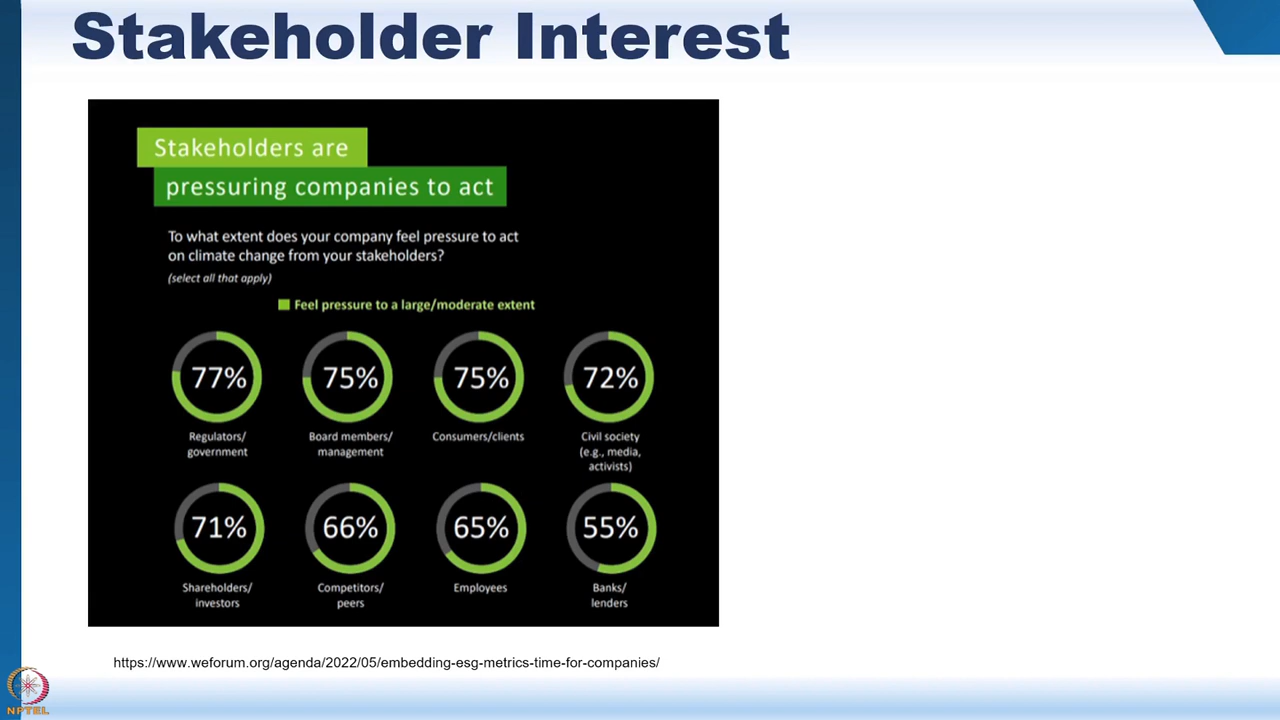 Stakeholder Interest
Stakeholders are
pressuring companies to act
To what extent does your company feel pressure to act
on climate change from your stakeholders?
(select all that apply)
Feel pressure to a large/moderate extent
77%
Regulators/
government
75%
Board members/
management
75%
Consumers/clients
72%
Civil society
(e.g., media,
activists)
71%
Shareholders/
investors
66%
Competitors/
peers
65%
Employees
55%
Banks/
lenders
https://www.weforum.org/agenda/2022/05/embedding-esg-metrics-time-for-companies/
NPTEL